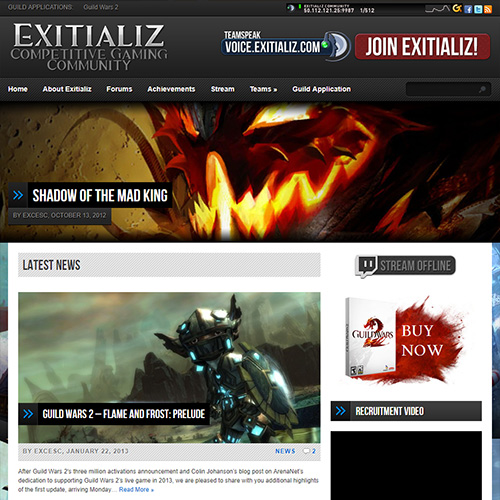 GUILD APPLICATIONS: Guild Wars 2
EXITIALIZ COMMUNITY
50.112.121.25:9987 1/512
EXITIALIZ
COMPETITIVE GAMING
COMMUNITY
TEAMSPEAK
VOICE.EXITIALIZ.COM
JOIN EXITIALIZ!
Home About Exitializ Forums Achievements Stream Teams » Guild Application
SHADOW OF THE MAD KING
BY EXCESC, OCTOBER 13, 2012
LATEST NEWS
STREAM OFFLINE
GUILD WARS 2
BUY
NOW
GUILD WARS 2 – FLAME AND FROST: PRELUDE
RECRUITMENT VIDEO
BY EXCESC, JANUARY 22, 2013 NEWS 2
After Guild Wars 2's three million activations announcement and Colin Johanson's blog post on ArenaNet's
dedication to supporting Guild Wars 2's live game in 2013, we are pleased to share with you additional highlights
of the first update, arriving Monday… Read More »